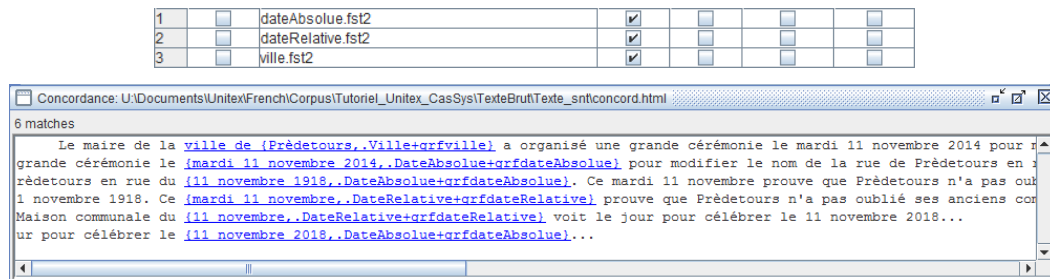 1 dateAbsolue.fst2
2 dateRelative.fst2
3 ville.fst2
Concordance: U:\Documents\Unitex\French\Corpus\Tutoriel_Unitex_CasSys\TexteBrut\Texte_snt\concord.html
6 matches
Le maire de la ville de {Prèdetours,.Ville+grfville} a organisé une grande cérémonie le mardi 11 novembre 2014 pour
grande cérémonie le {mardi 11 novembre 2014,.DateAbsolue+grfdateAbsolue} pour modifier le nom de la rue de Prèdetours en
rèdetours en rue du {11 novembre 1918,.DateAbsolue+grfdateAbsolue}. Ce mardi 11 novembre prouve que Prèdetours n'a pas oub
1 novembre 1918. Ce {mardi 11 novembre,.DateRelative+grfdateRelative} prouve que Prèdetours n'a pas oublié ses anciens com
Maison communale du {11 novembre,.DateRelative+grfdateRelative} voit le jour pour célébrer le 11 novembre 2018...
ur pour célébrer le {11 novembre 2018,.DateAbsolue+grfdateAbsolue}...